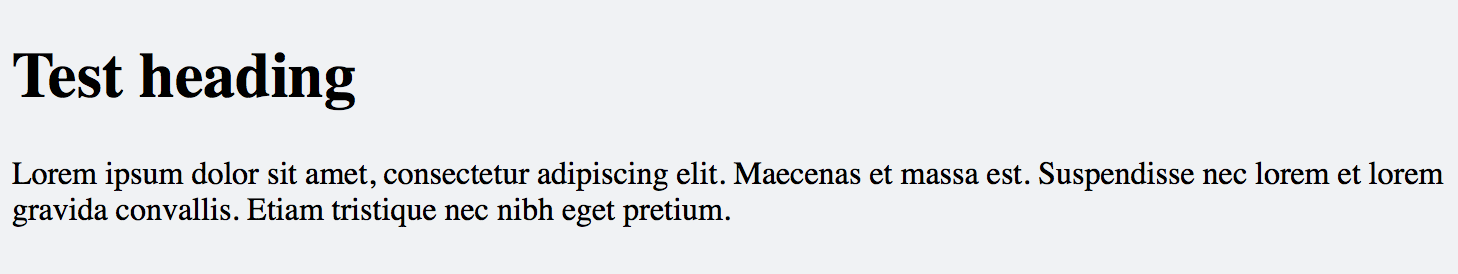 Test heading
Lorem ipsum dolor sit amet, consectetur adipiscing elit. Maecenas et massa est. Suspendisse nec lorem et lorem
gravida convallis. Etiam tristique nec nibh eget pretium.